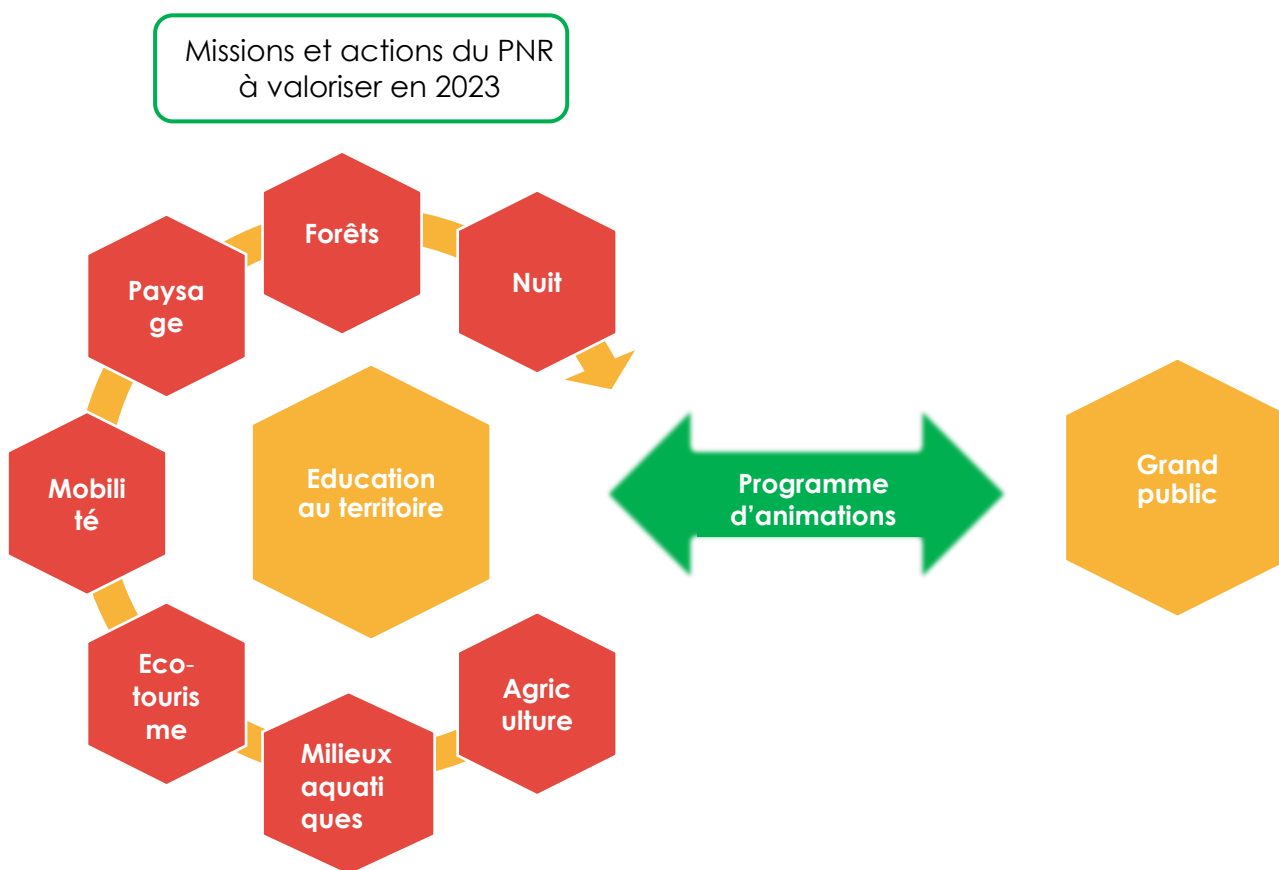 Missions et actions du PNR
à valoriser en 2023
Forêts
Nuit
Paysa
ge
Mobili
té
Education
au territoire
Programme
d’animations
Grand
public
Eco-
touris
me
Agric
ulture
Milieux
aquati
ques